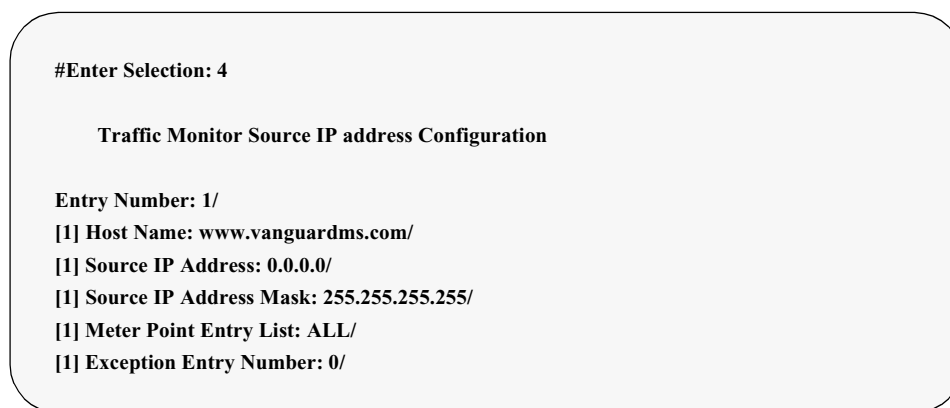 #Enter Selection: 4
Traffic Monitor Source IP address Configuration
Entry Number: 1/
[1] Host Name: www.vanguardms.com/
[1] Source IP Address: 0.0.0.0/
[1] Source IP Address Mask: 255.255.255.255/
[1] Meter Point Entry List: ALL/
[1] Exception Entry Number: 0/